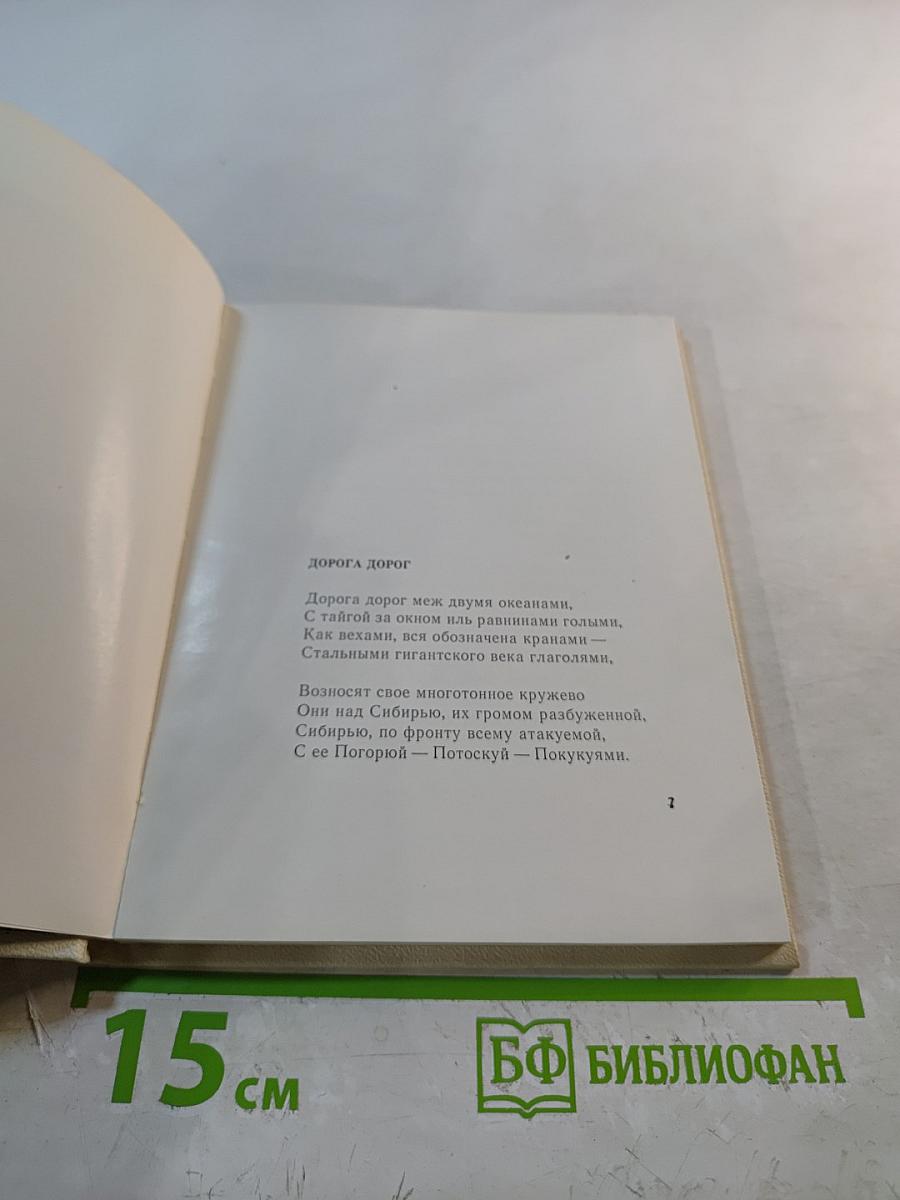 ДОРОГА ДОРОГ
Дорога дорог меж двумя океанами,
С тайгой за окном иль равнинами голыми,
Как вехами, вся обозначена кранами —
Стальными гигантского века глаголями,
Возносят свое многотонное кружево
Они над Сибирью, их громом разбуженной,
Сибирью, по фронту всему атакуемой,
С ее Погорюй — Потоскуй — Покукуями.
7
15 см
БФ БИБЛИОФАН